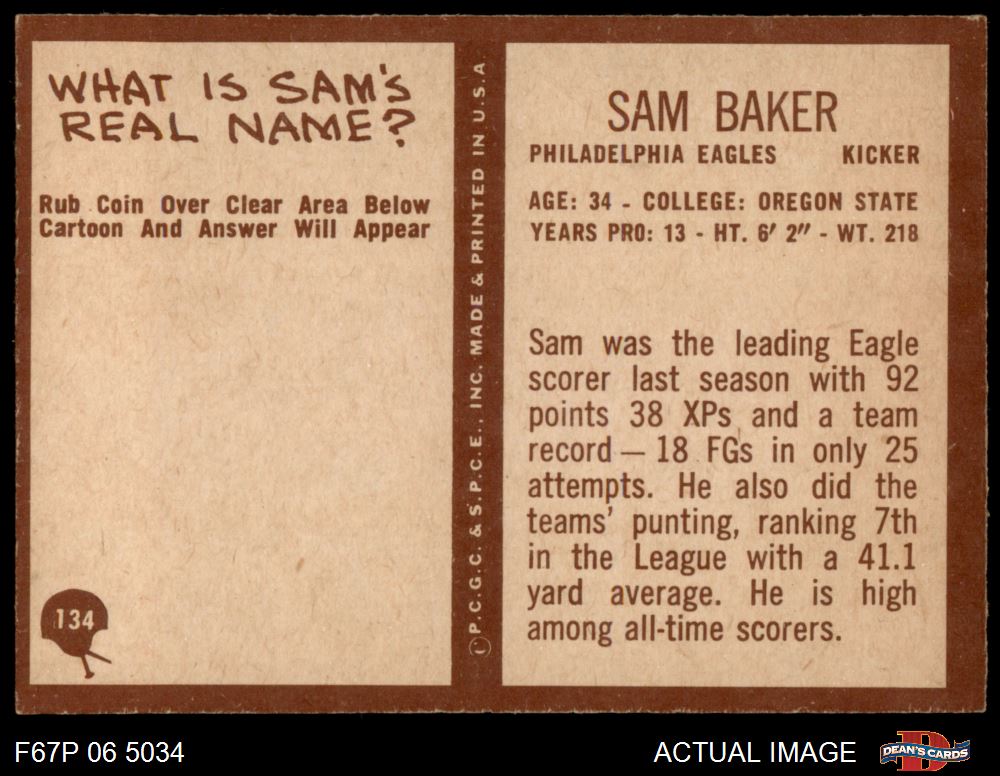 WHAT IS SAM'S
REAL NAME?
Rub Coin Over Clear Area Below
Cartoon And Answer Will Appear
134
©P.C.G.C. & S.P.C.E., INC. MADE & PRINTED IN U.S.A
SAM BAKER
PHILADELPHIA EAGLES KICKER
AGE: 34 - COLLEGE: OREGON STATE
YEARS PRO: 13 - HT. 6' 2" - WT. 218
Sam was the leading Eagle
scorer last season with 92
points 38 XPs and a team
record — 18 FGs in only 25
attempts. He also did the
teams' punting, ranking 7th
in the League with a 41.1
yard average. He is high
among all-time scorers.
F67P 06 5034
ACTUAL IMAGE
D
DEAN'S CARDS